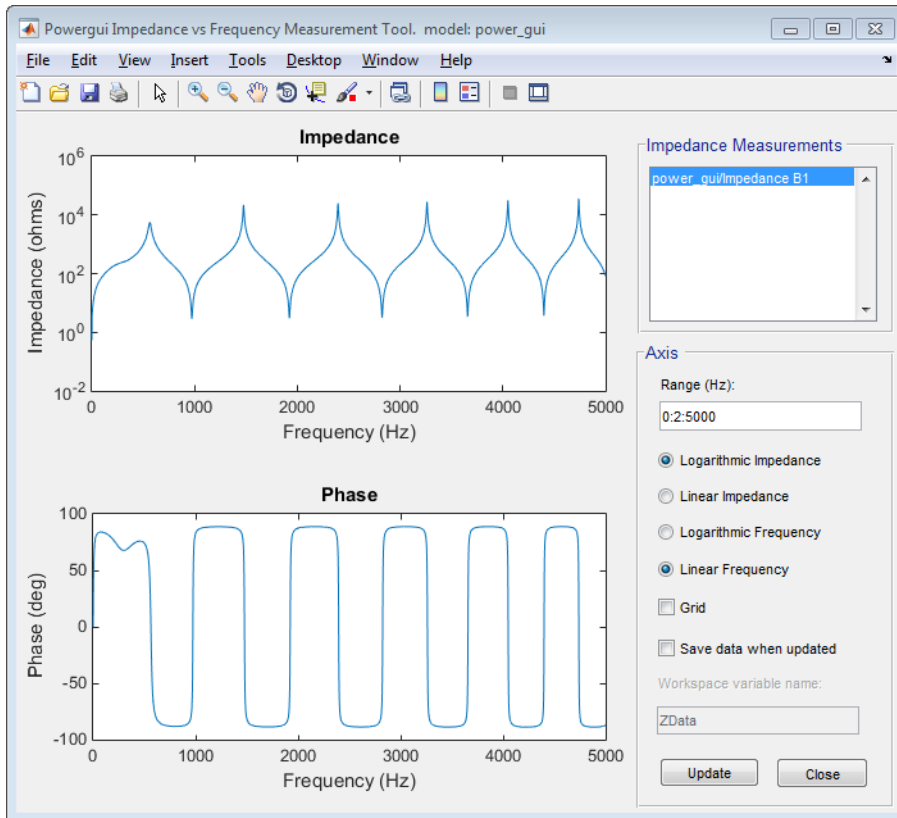 Powergui Impedance vs Frequency Measurement Tool. model: power_gui
File Edit View Insert Tools Desktop Window Help
Impedance
Impedance (ohms)
10^6
10^4
10^2
10^0
10^-2
0 1000 2000 3000 4000 5000
Frequency (Hz)
Phase
Phase (deg)
100
50
0
-50
-100
0 1000 2000 3000 4000 5000
Frequency (Hz)
Impedance Measurements
power_gui/Impedance B1
Axis
Range (Hz):
0:2:5000
Logarithmic Impedance
Linear Impedance
Logarithmic Frequency
Linear Frequency
Grid
Save data when updated
Workspace variable name:
ZData
Update Close